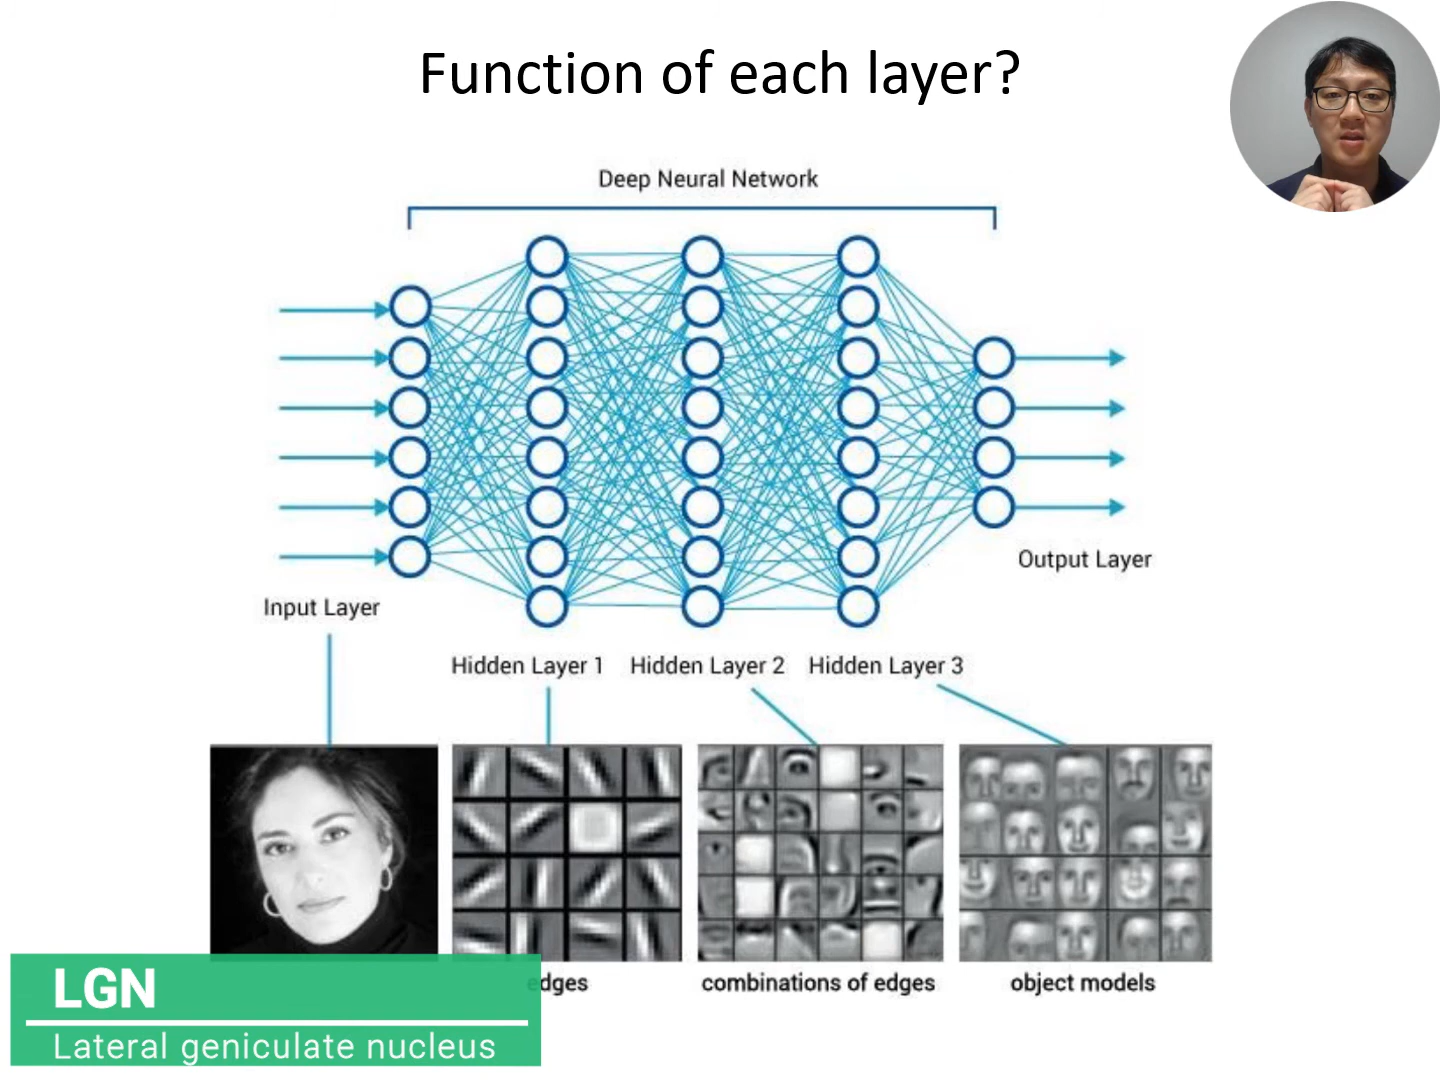 Function of each layer?
Deep Neural Network
Output Layer
Input Layer
Hidden Layer 1 Hidden Layer 2 Hidden Layer 3
edges combinations of edges object models
LGN
Lateral geniculate nucleus